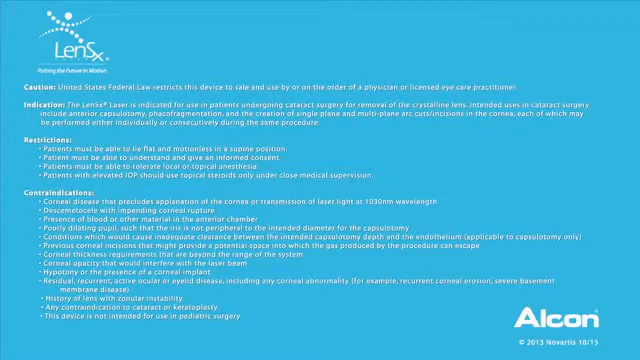 LenSx®
LASERS
Putting the Future in Motion.
Caution: United States Federal Law restricts this device to sale and use by or on the order of a physician or licensed eye care practitioner.
Indication: The LenSx® Laser is indicated for use in patients undergoing cataract surgery for removal of the crystalline lens. Intended uses in cataract surgery
include anterior capsulotomy, phacofragmentation, and the creation of single plane and multi-plane arc cuts/incisions in the cornea, each of which may
be performed either individually or consecutively during the same procedure.
Restrictions:
• Patients must be able to lie flat and motionless in a supine position.
• Patient must be able to understand and give an informed consent
• Patients must be able to tolerate local or topical anesthesia
• Patients with elevated IOP should use topical steroids only under close medical supervision.
Contraindications:
• Corneal disease that precludes applanation of the cornea or transmission of laser light at 1030nm wavelength
• Descemetocele with impending corneal rupture
• Presence of blood or other material in the anterior chamber
• Poorly dilating pupil, such that the iris is not peripheral to the intended diameter for the capsulotomy
• Conditions which would cause inadequate clearance between the intended capsulotomy depth and the endothelium (applicable to capsulotomy only)
• Previous corneal incisions that might provide a potential space into which the gas produced by the procedure can escape
• Corneal thickness requirements that are beyond the range of the system
• Corneal opacity that would interfere with the laser beam
• Hypotony or the presence of a corneal implant
• Residual, recurrent, active ocular or eyelid disease, including any corneal abnormality (for example, recurrent corneal erosion, severe basement
membrane disease)
• History of lens with zonular instability
• Any contraindication to cataract or keratoplasty
• This device is not intended for use in pediatric surgery.
Alcon®
© 2013 Novartis 10/13